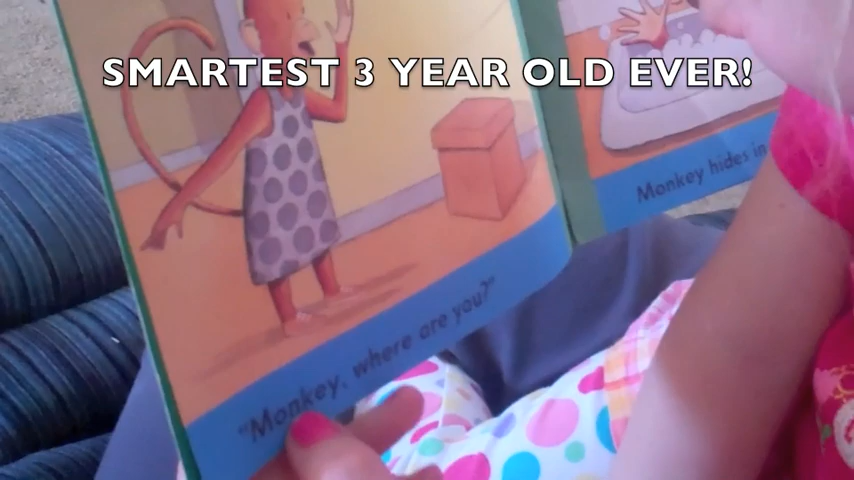 SMARTEST 3 YEAR OLD EVER!
"Monkey, where are you?"
Monkey hides in